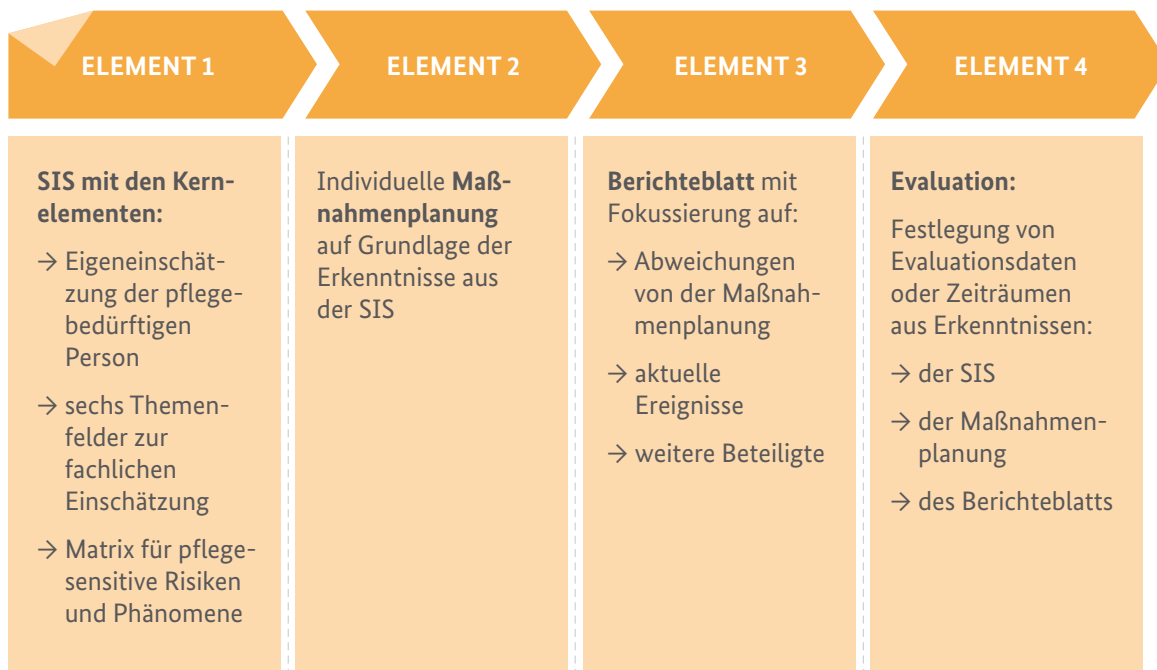 ELEMENT 1
SIS mit den Kern-
elementen:
→ Eigeneinschät-
zung der pflege-
bedürftigen
Person
→ sechs Themen-
felder zur
fachlichen
Einschätzung
→ Matrix für pflege-
sensitive Risiken
und Phänomene
ELEMENT 2
Individuelle Maß-
nahmenplanung
auf Grundlage der
Erkenntnisse aus
der SIS
ELEMENT 3
Berichteblatt mit
Fokussierung auf:
→ Abweichungen
von der Maßnah-
menplanung
→ aktuelle
Ereignisse
→ weitere Beteiligte
ELEMENT 4
Evaluation:
Festlegung von
Evaluationsdaten
oder Zeiträumen
aus Erkenntnissen:
→ der SIS
→ der Maßnahmen-
planung
→ des Berichteblatts